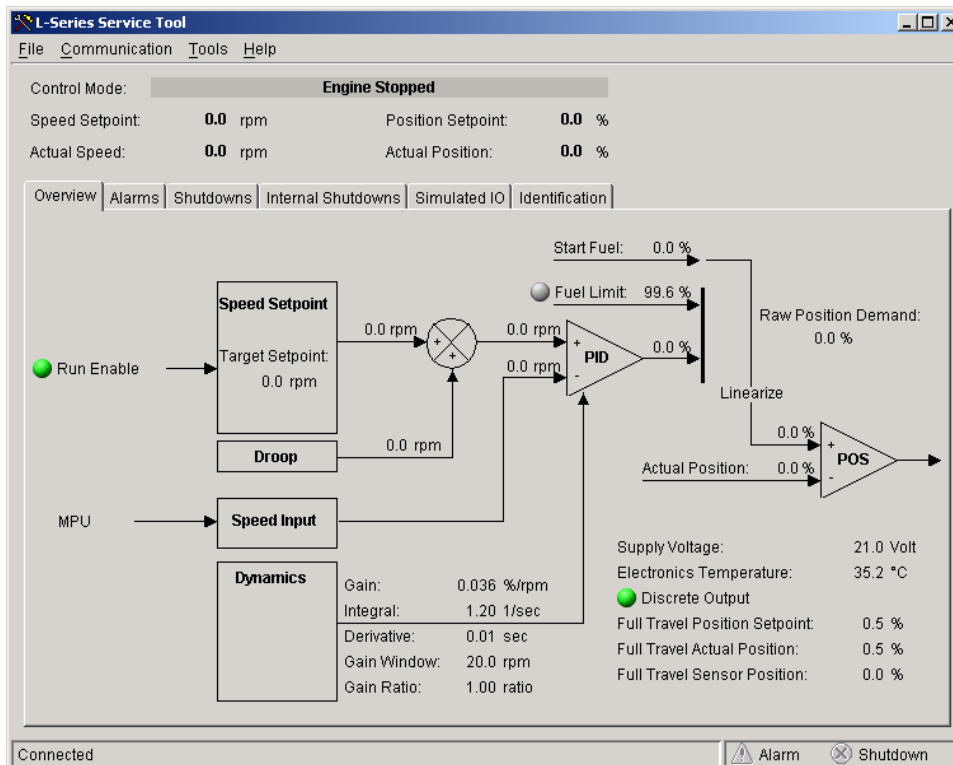 L-Series Service Tool
File Communication Tools Help
Control Mode: Engine Stopped
Speed Setpoint: 0.0 rpm Position Setpoint: 0.0 %
Actual Speed: 0.0 rpm Actual Position: 0.0 %
Overview Alarms Shutdowns Internal Shutdowns Simulated IO Identification
Start Fuel: 0.0 %
Fuel Limit: 99.6 %
Speed Setpoint
Target Setpoint:
0.0 rpm
Run Enable
0.0 rpm
+
+
0.0 rpm
0.0 rpm
+
-
PID
0.0 %
Raw Position Demand:
0.0 %
Linearize
Droop
0.0 rpm
0.0 %
Actual Position: 0.0 %
+
-
POS
MPU
Speed Input
Dynamics
Gain: 0.036 %/rpm
Integral: 1.20 1/sec
Derivative: 0.01 sec
Gain Window: 20.0 rpm
Gain Ratio: 1.00 ratio
Supply Voltage: 21.0 Volt
Electronics Temperature: 35.2 °C
Discrete Output
Full Travel Position Setpoint: 0.5 %
Full Travel Actual Position: 0.5 %
Full Travel Sensor Position: 0.0 %
Connected Alarm Shutdown